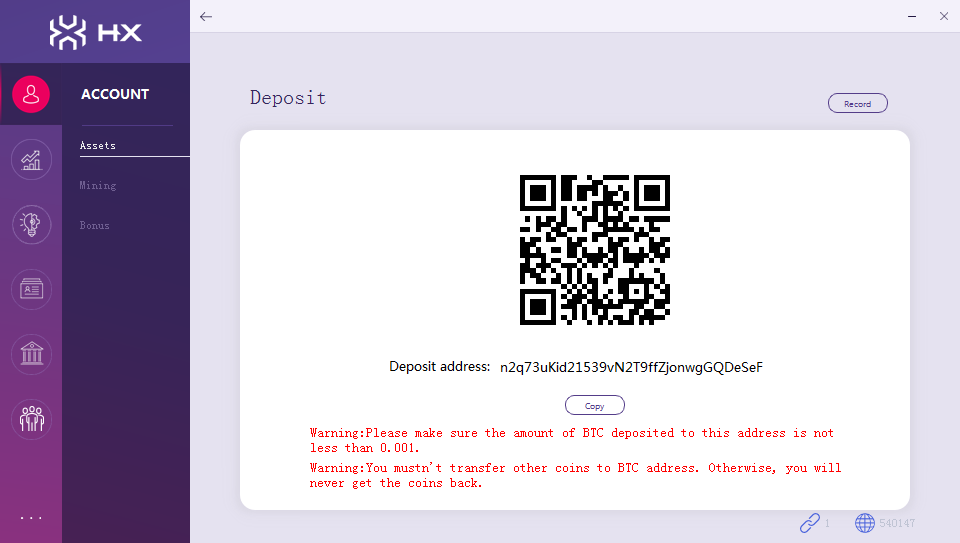 HX
ACCOUNT
Assets
Mining
Bonus
Deposit
Record
Deposit address: n2q73uKid21539vN2T9ffZjonwgGQDeSeF
Copy
Warning:Please make sure the amount of BTC deposited to this address is not
less than 0.001.
Warning:You mustn't transfer other coins to BTC address. Otherwise, you will
never get the coins back.
1
540147